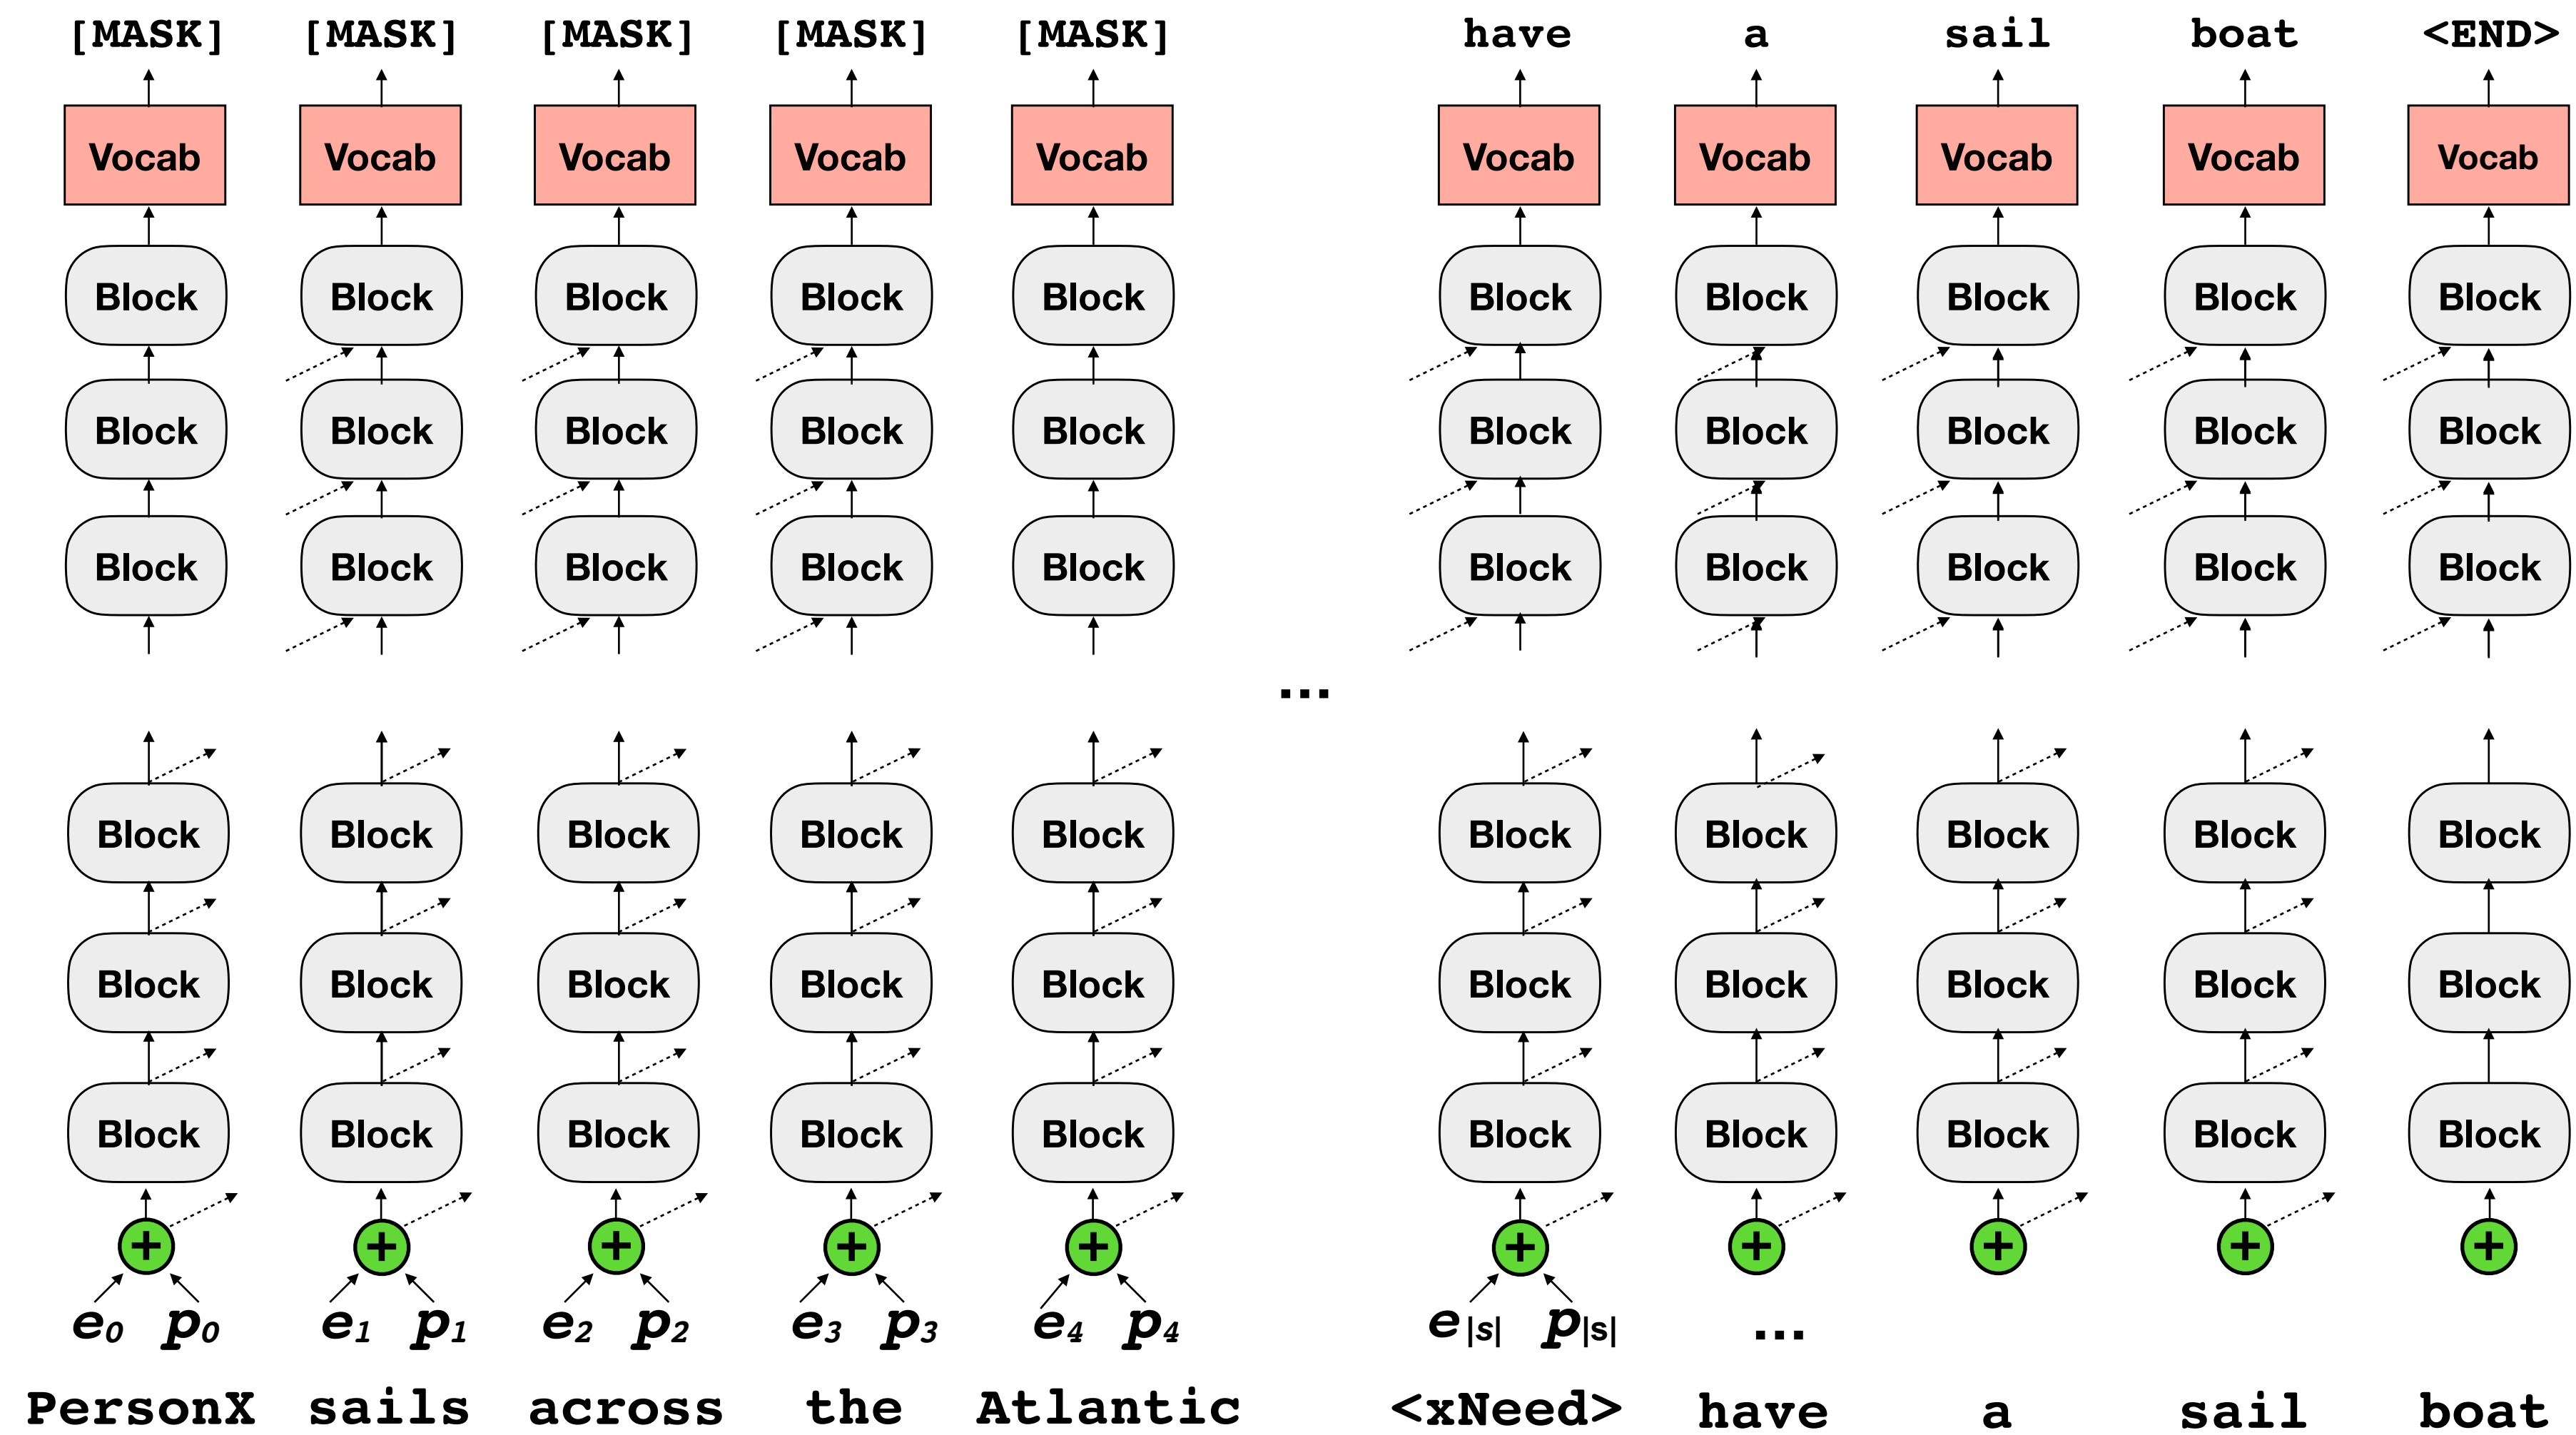 [MASK] [MASK] [MASK] [MASK] [MASK] have a sail boat <END>
Vocab Vocab Vocab Vocab Vocab Vocab Vocab Vocab Vocab Vocab
Block Block Block Block Block Block Block Block Block Block
Block Block Block Block Block Block Block Block Block Block
Block Block Block Block Block Block Block Block Block Block
...
Block Block Block Block Block Block Block Block Block Block
Block Block Block Block Block Block Block Block Block Block
Block Block Block Block Block Block Block Block Block Block
+ + + + + + + + + +
e0 p0 e1 p1 e2 p2 e3 p3 e4 p4 e|s| p|s| ...
PersonX sails across the Atlantic <xNeed> have a sail boat